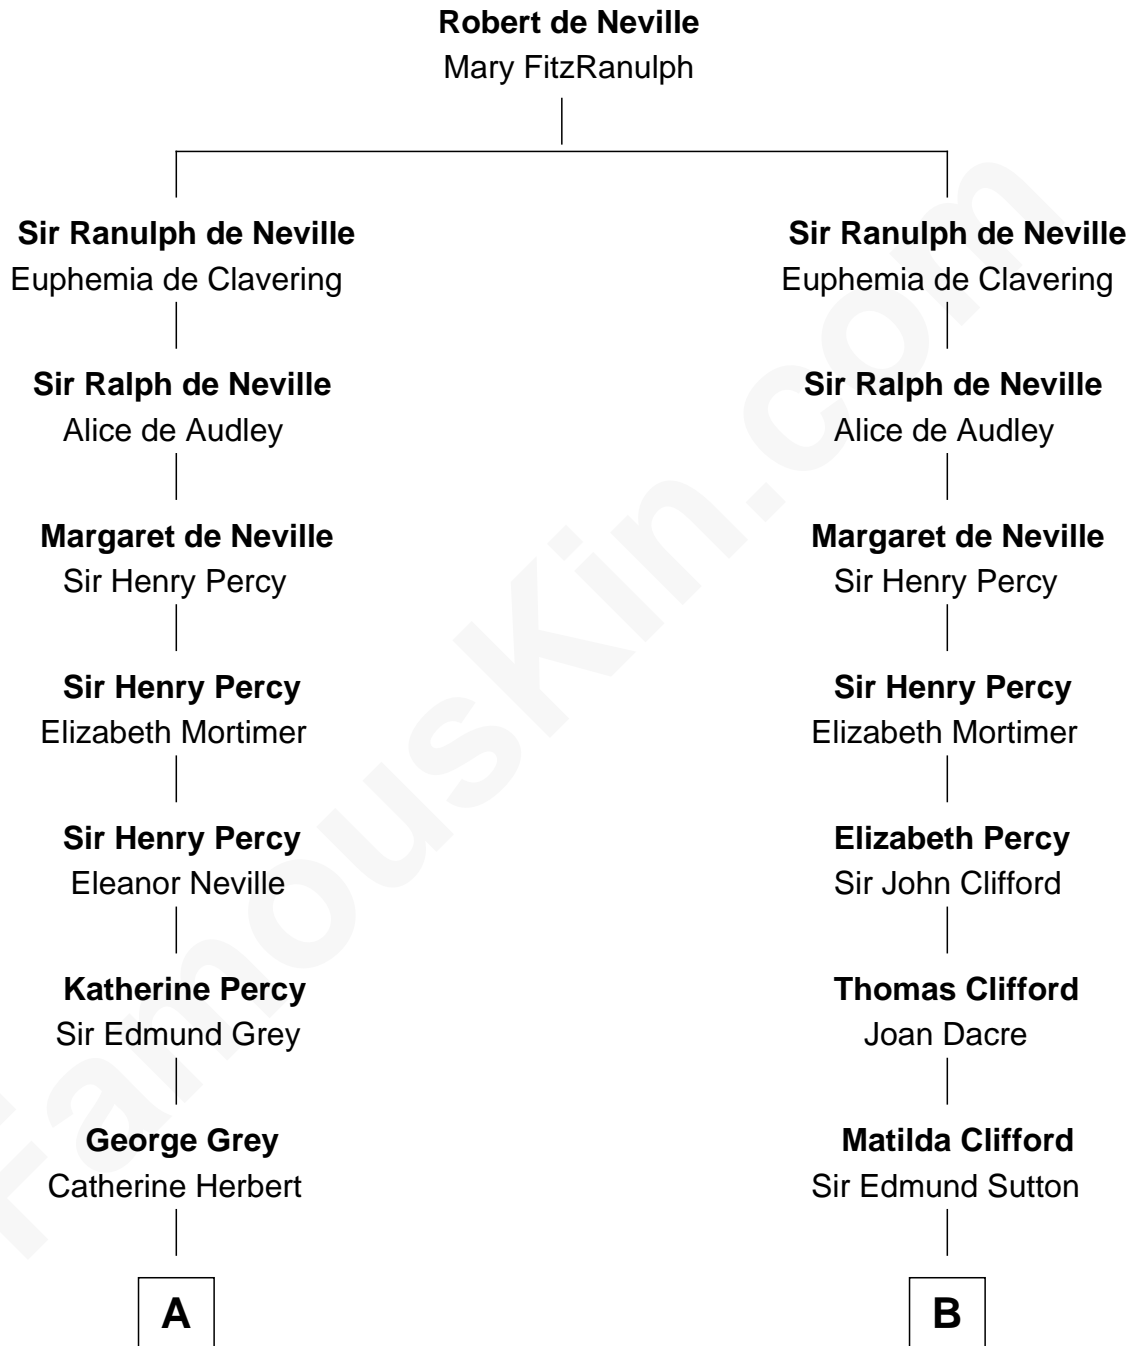 Robert de Neville
Mary FitzRanulph
Sir Ranulph de Neville
Euphemia de Clavering
Sir Ralph de Neville
Alice de Audley
Margaret de Neville
Sir Henry Percy
Sir Henry Percy
Elizabeth Mortimer
Sir Henry Percy
Eleanor Neville
Katherine Percy
Sir Edmund Grey
George Grey
Catherine Herbert
A
Sir Ranulph de Neville
Euphemia de Clavering
Sir Ralph de Neville
Alice de Audley
Margaret de Neville
Sir Henry Percy
Sir Henry Percy
Elizabeth Mortimer
Elizabeth Percy
Sir John Clifford
Thomas Clifford
Joan Dacre
Matilda Clifford
Sir Edmund Sutton
B
FamousKin.com